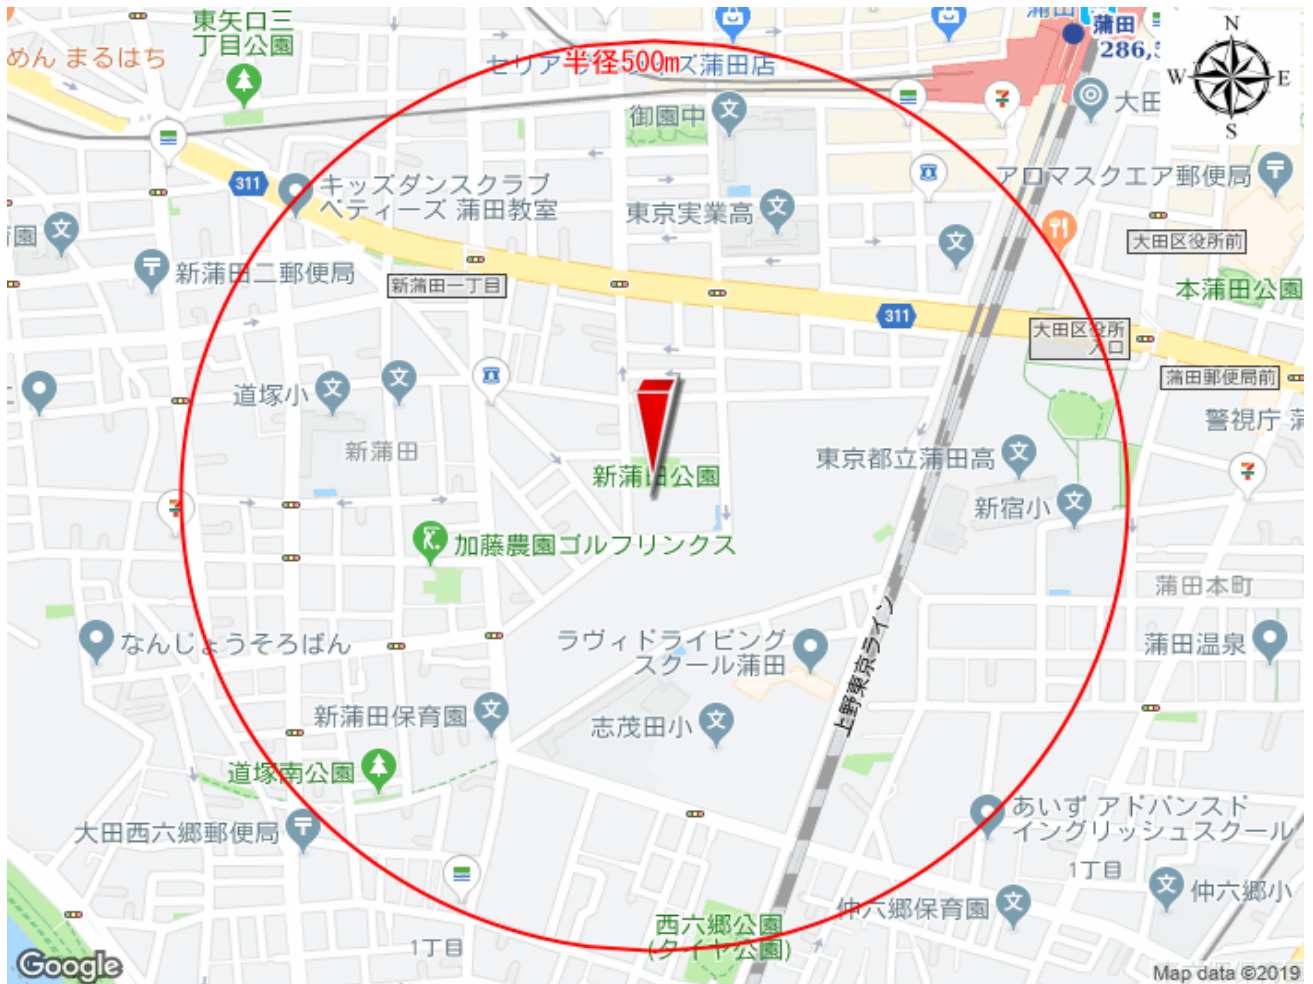 東矢口三
丁目公園
めん まるはち
半径500m
蒲田
蒲田
286,5
N
W
E
S
御園中
大田
311
キッズダンスクラブ
ペティーズ 蒲田教室
東京実業高
アロマスクエア郵便局
大田区役所前
新蒲田二郵便局
新蒲田一丁目
本蒲田公園
311
大田区役所
入口
蒲田郵便局前
道塚小
新蒲田
警視庁
東京都立蒲田高
新蒲田公園
新宿小
加藤農園ゴルフリンクス
蒲田本町
なんじょうそろばん
ラヴィドライビング
スクール蒲田
蒲田温泉
上野東京ライン
新蒲田保育園
志茂田小
道塚南公園
大田西六郷郵便局
あいず アドバンスド
イングリッシュスクール
1丁目
仲六郷小
仲六郷保育園
西六郷公園
(タイヤ公園)
1丁目
Google
Map data ©2019